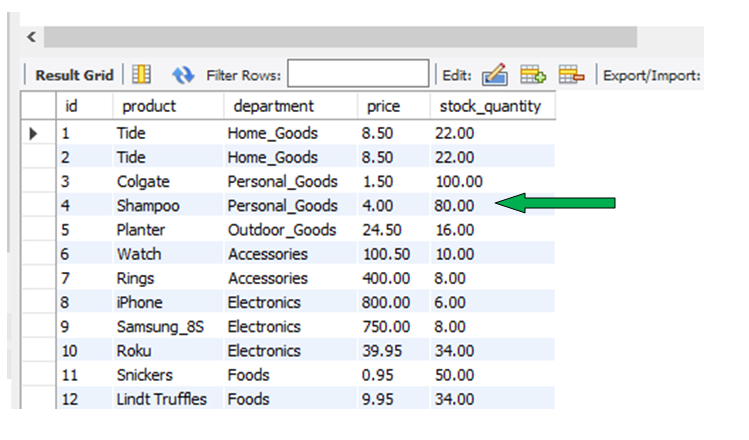 <
Result Grid Filter Rows: Edit: Export/Import:
id product department price stock_quantity
1 Tide Home_Goods 8.50 22.00
2 Tide Home_Goods 8.50 22.00
3 Colgate Personal_Goods 1.50 100.00
4 Shampoo Personal_Goods 4.00 80.00
5 Planter Outdoor_Goods 24.50 16.00
6 Watch Accessories 100.50 10.00
7 Rings Accessories 400.00 8.00
8 iPhone Electronics 800.00 6.00
9 Samsung_8S Electronics 750.00 8.00
10 Roku Electronics 39.95 34.00
11 Snickers Foods 0.95 50.00
12 Lindt Truffles Foods 9.95 34.00